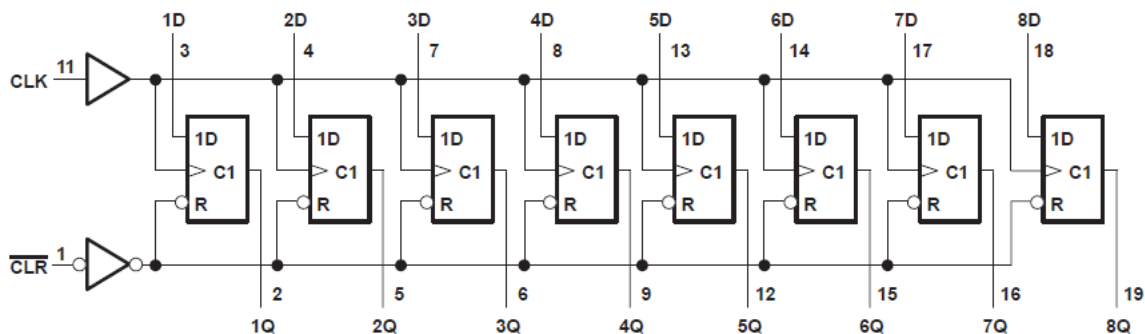 1D 2D 3D 4D 5D 6D 7D 8D
3 4 7 8 13 14 17 18
CLK 11
1D 1D 1D 1D 1D 1D 1D 1D
C1 C1 C1 C1 C1 C1 C1 C1
R R R R R R R R
CLR 1
2 5 6 9 12 15 16 19
1Q 2Q 3Q 4Q 5Q 6Q 7Q 8Q